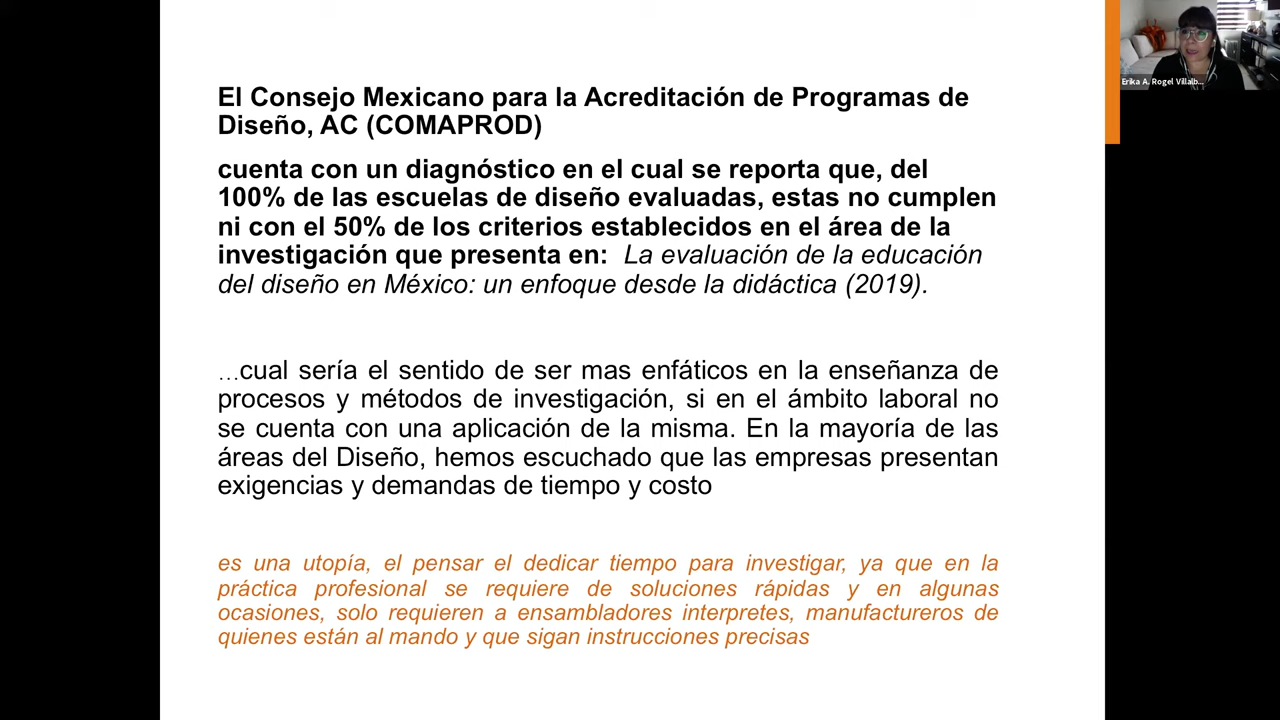 El Consejo Mexicano para la Acreditación de Programas de
Diseño, AC (COMAPROD)
cuenta con un diagnóstico en el cual se reporta que, del
100% de las escuelas de diseño evaluadas, estas no cumplen
ni con el 50% de los criterios establecidos en el área de la
investigación que presenta en: La evaluación de la educación
del diseño en México: un enfoque desde la didáctica (2019).
…cual sería el sentido de ser mas enfáticos en la enseñanza de
procesos y métodos de investigación, si en el ámbito laboral no
se cuenta con una aplicación de la misma. En la mayoría de las
áreas del Diseño, hemos escuchado que las empresas presentan
exigencias y demandas de tiempo y costo
es una utopía, el pensar el dedicar tiempo para investigar, ya que en la
práctica profesional se requiere de soluciones rápidas y en algunas
ocasiones, solo requieren a ensambladores interpretes, manufactureros de
quienes están al mando y que sigan instrucciones precisas
Erika A. Rogel Villalb...